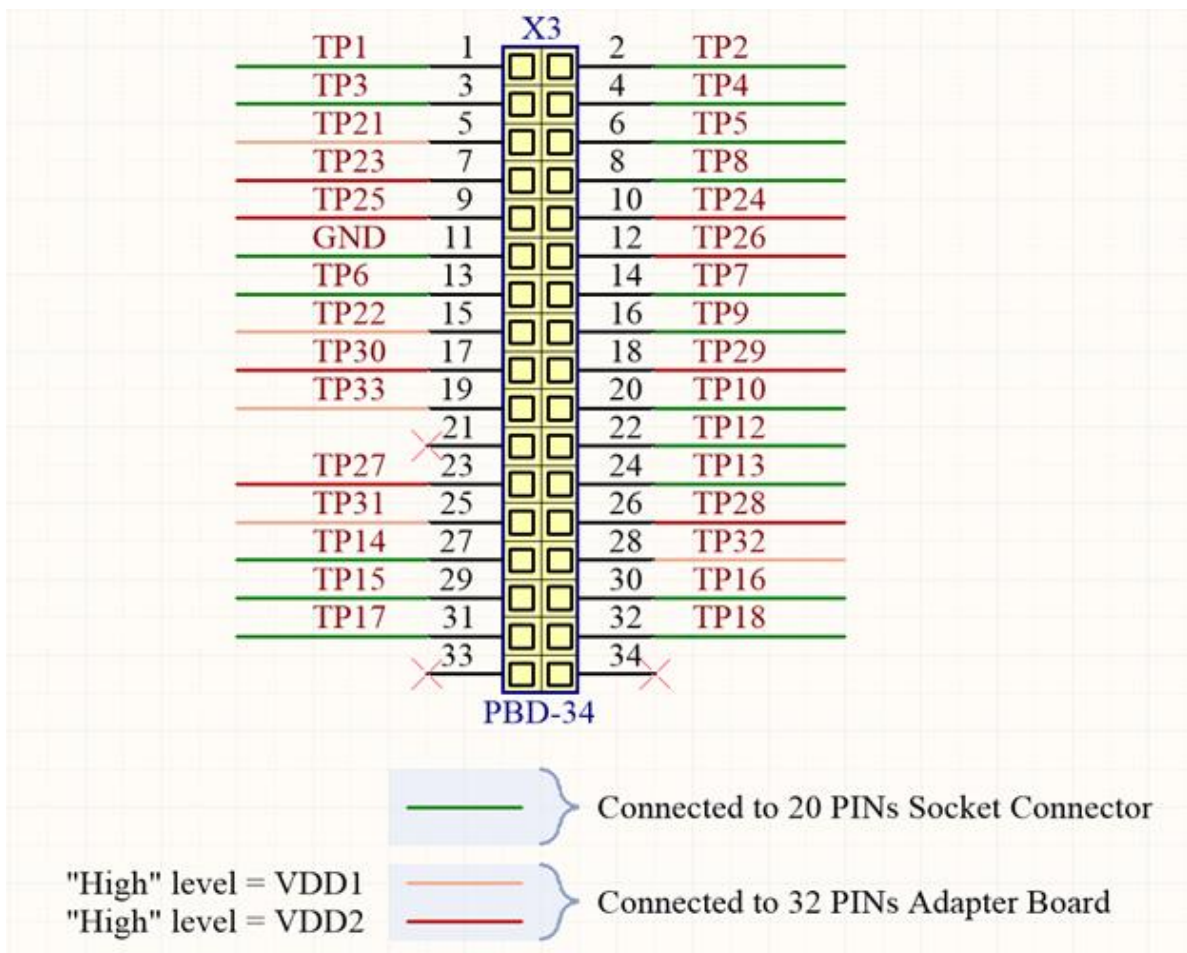 X3
TP1 1 2 TP2
TP3 3 4 TP4
TP21 5 6 TP5
TP23 7 8 TP8
TP25 9 10 TP24
GND 11 12 TP26
TP6 13 14 TP7
TP22 15 16 TP9
TP30 17 18 TP29
TP33 19 20 TP10
21 22 TP12
TP27 23 24 TP13
TP31 25 26 TP28
TP14 27 28 TP32
TP15 29 30 TP16
TP17 31 32 TP18
33 34
PBD-34
Connected to 20 PINs Socket Connector
"High" level = VDD1
"High" level = VDD2
Connected to 32 PINs Adapter Board